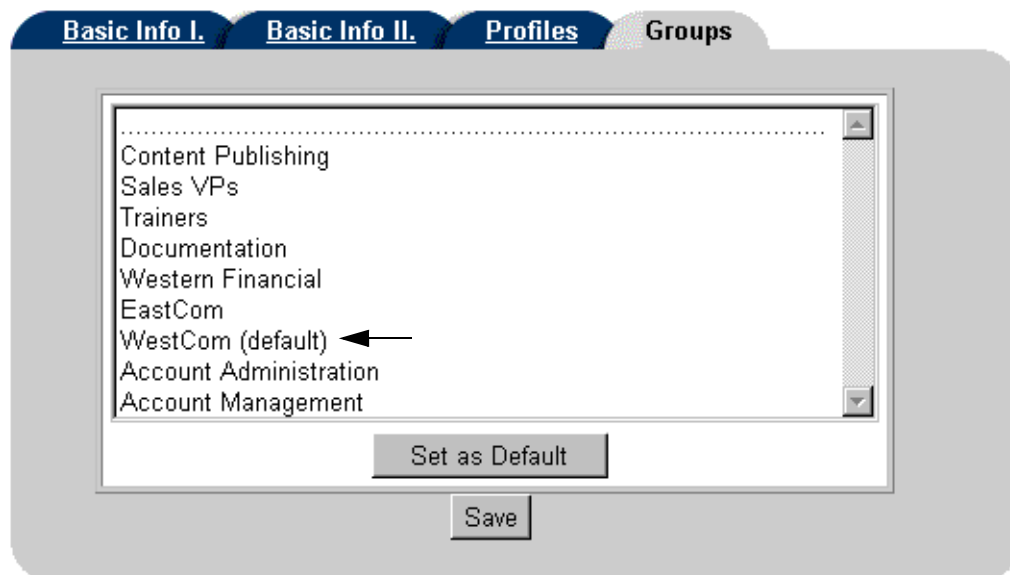 Basic Info I. Basic Info II. Profiles Groups
Content Publishing
Sales VPs
Trainers
Documentation
Western Financial
EastCom
WestCom (default)
Account Administration
Account Management
Set as Default
Save